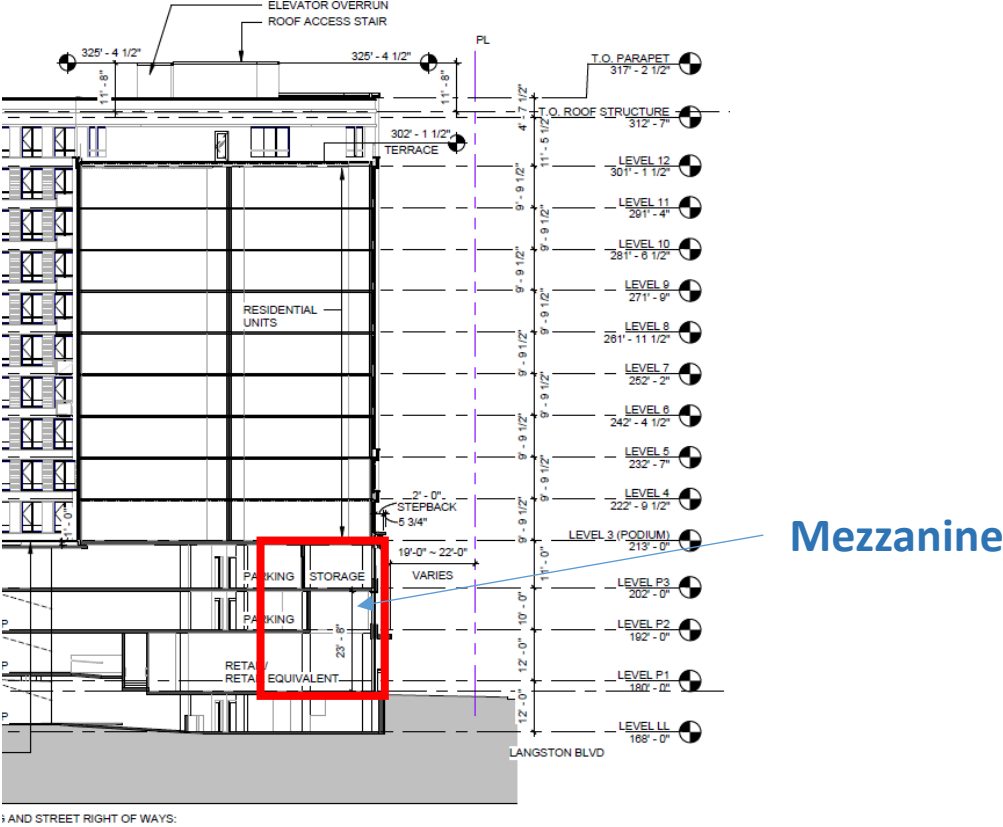 ELEVATOR OVERRUN
ROOF ACCESS STAIR
PL
325' - 4 1/2"
325' - 4 1/2"
T.O. PARAPET
317' - 2 1/2"
11' - 8"
11' - 8"
4' - 7 1/2"
T.O. ROOF STRUCTURE
312' - 7"
302' - 1 1/2"
TERRACE
11' - 5 1/2"
LEVEL 12
301' - 1 1/2"
9' - 9 1/2"
LEVEL 11
291' - 4"
9' - 9 1/2"
LEVEL 10
281' - 6 1/2"
9' - 9 1/2"
LEVEL 9
271' - 9"
9' - 9 1/2"
RESIDENTIAL
UNITS
LEVEL 8
261' - 11 1/2"
9' - 9 1/2"
LEVEL 7
252' - 2"
9' - 9 1/2"
LEVEL 6
242' - 4 1/2"
9' - 9 1/2"
LEVEL 5
232' - 7"
9' - 9 1/2"
LEVEL 4
222' - 9 1/2"
2' - 0"
STEPBACK
5 3/4"
9' - 9 1/2"
LEVEL 3 (PODIUM)
213' - 0"
Mezzanine
19'-0" ~ 22'-0"
VARIES
11' - 0"
PARKING
STORAGE
LEVEL P3
202' - 0"
10' - 0"
PARKING
LEVEL P2
192' - 0"
23' - 8"
12' - 0"
RETAIL/
RETAIL EQUIVALENT
LEVEL P1
180' - 0"
12' - 0"
LEVEL LL
168' - 0"
LANGSTON BLVD
AND STREET RIGHT OF WAYS: